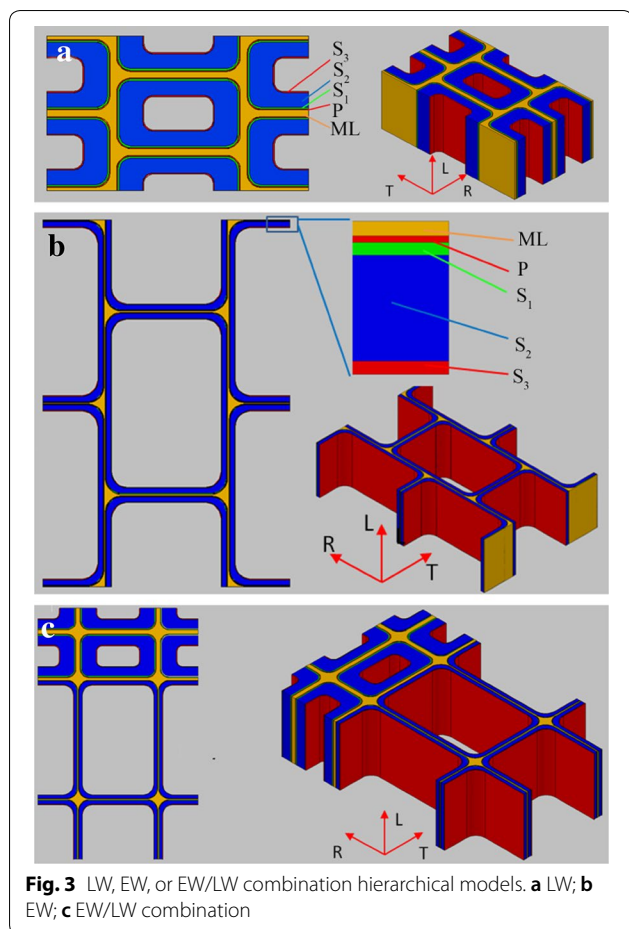 a
S₃
S₂
S₁
P
ML
L
T
R
b
ML
P
S₁
S₂
S₃
L
R
T
c
L
R
T
Fig. 3 LW, EW, or EW/LW combination hierarchical models. a LW; b
EW; c EW/LW combination